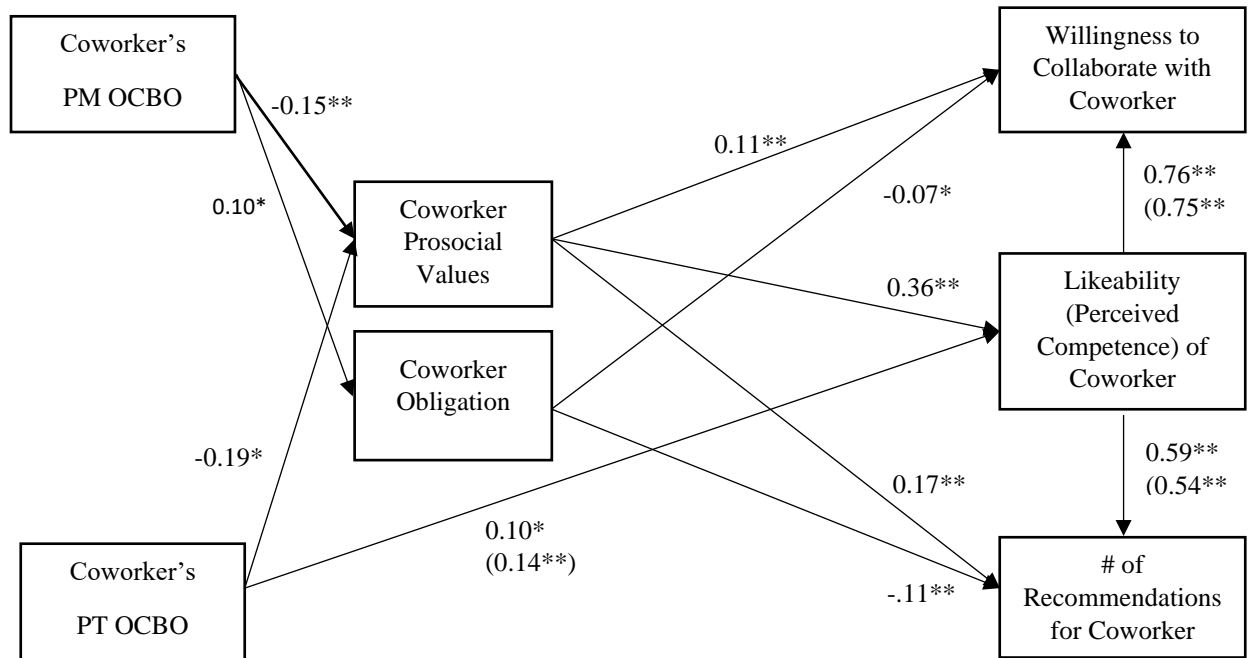 Coworker's
PM OCBO
-0.15**
0.10*
Coworker
Prosocial
Values
Coworker
Obligation
-0.19*
Coworker's
PT OCBO
0.10*
(0.14**)
0.11**
-0.07*
0.36**
0.17**
-.11**
Willingness to
Collaborate with
Coworker
0.76**
(0.75**
Likeability
(Perceived
Competence) of
Coworker
0.59**
(0.54**
# of
Recommendations
for Coworker